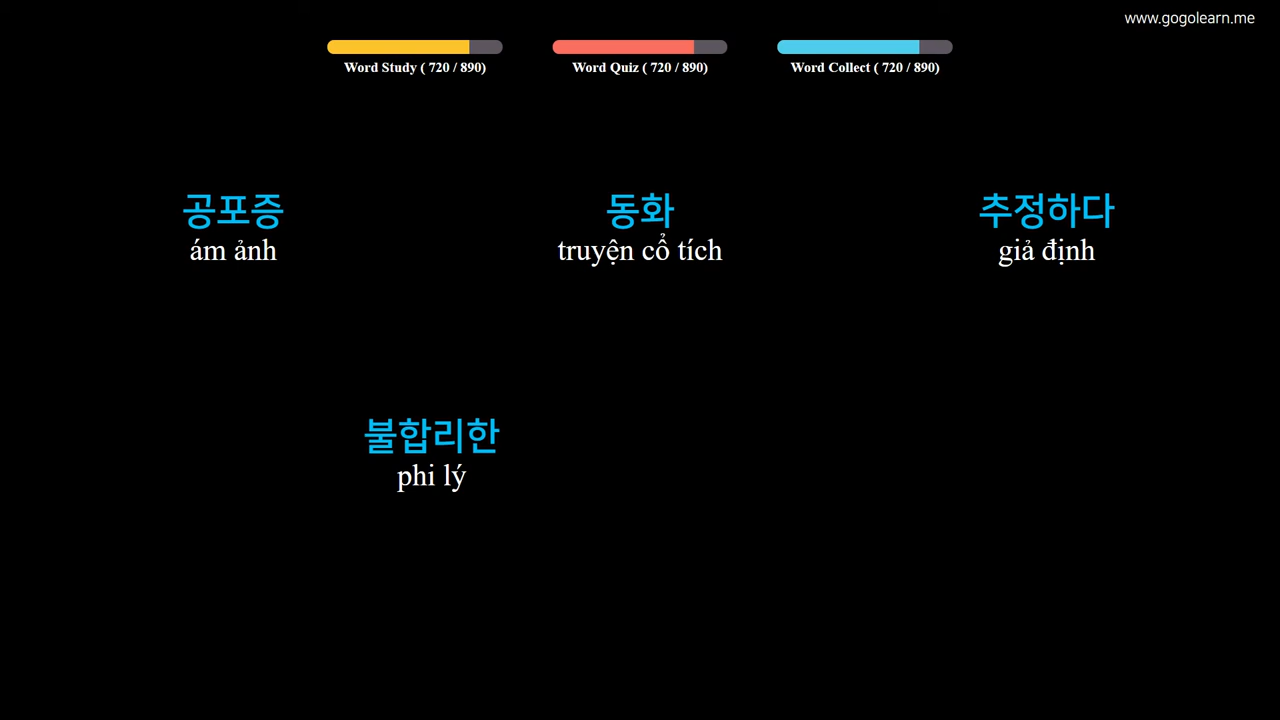 www.gogolearn.me
Word Study ( 720 / 890)
Word Quiz ( 720 / 890)
Word Collect ( 720 / 890)
공포증
ám ảnh
동화
truyện cổ tích
추정하다
giả định
불합리한
phi lý